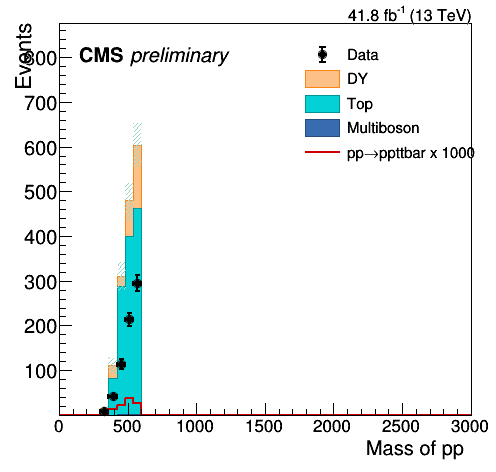 41.8 fb⁻¹ (13 TeV)
CMS preliminary
Events
Data
DY
Top
Multiboson
pp→ppttbar x 1000
800
700
600
500
400
300
200
100
0 500 1000 1500 2000 2500 3000
Mass of pp